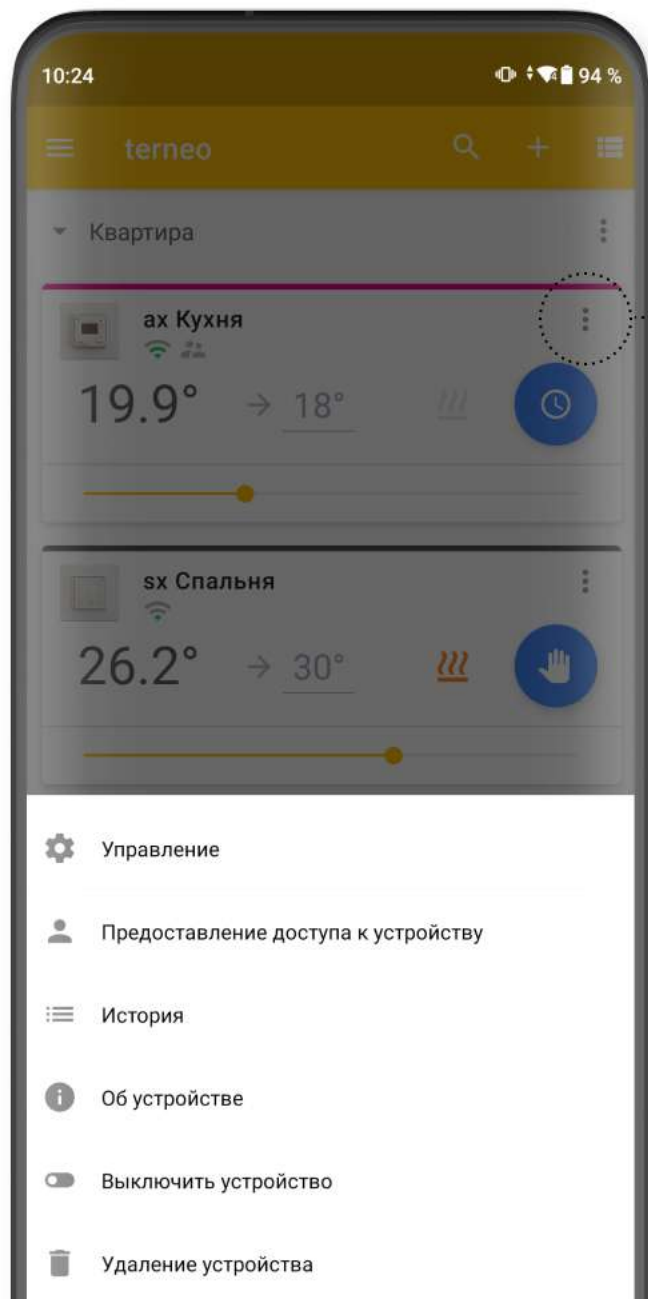 10:24
94 %
terneo
Квартира
ax Кухня
19.9° → 18°
sx Спальня
26.2° → 30°
Управление
Предоставление доступа к устройству
История
Об устройстве
Выключить устройство
Удаление устройства